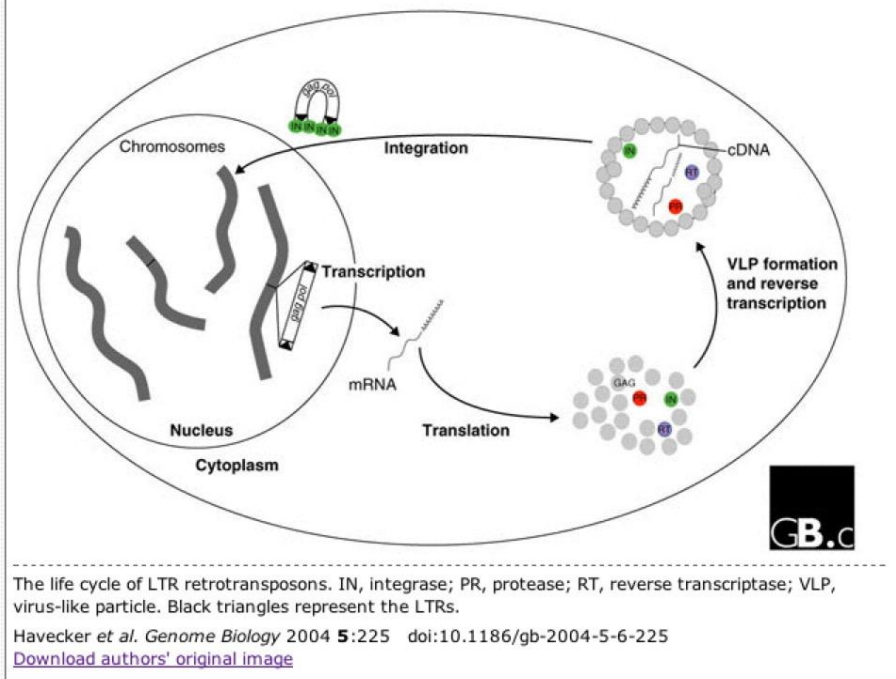 gag pol
IN IN IN IN
Chromosomes
Integration
IN
cDNA
RT
PR
Transcription
gag pol
VLP formation
and reverse
transcription
mRNA
GAG
PR
IN
RT
Nucleus
Translation
Cytoplasm
GB.c
The life cycle of LTR retrotransposons. IN, integrase; PR, protease; RT, reverse transcriptase; VLP,
virus-like particle. Black triangles represent the LTRs.
Havecker et al. Genome Biology 2004 5:225 doi:10.1186/gb-2004-5-6-225
Download authors' original image